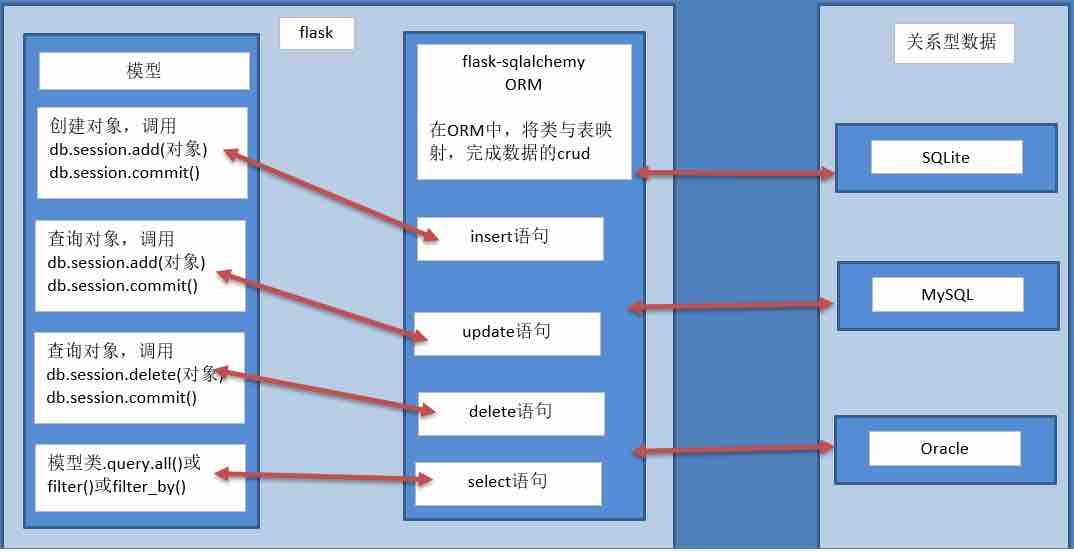 flask
模型
创建对象，调用
db.session.add(对象)
db.session.commit()
查询对象，调用
db.session.add(对象)
db.session.commit()
查询对象，调用
db.session.delete(对象)
db.session.commit()
模型类.query.all()或
filter()或filter_by()
flask-sqlalchemy
ORM
在ORM中，将类与表映
射，完成数据的crud
insert语句
update语句
delete语句
select语句
关系型数据
SQLite
MySQL
Oracle